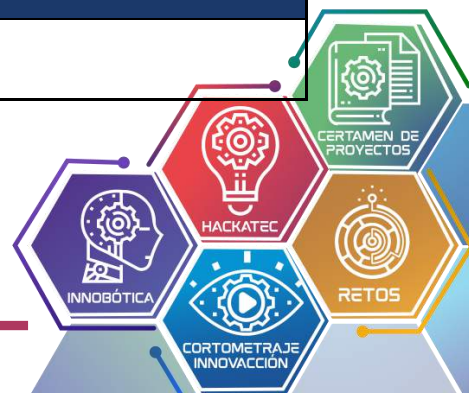 CERTAMEN DE
PROYECTOS
HACKATEC
INNOBÓTICA
RETOS
CORTOMETRAJE
INNOVACCIÓN